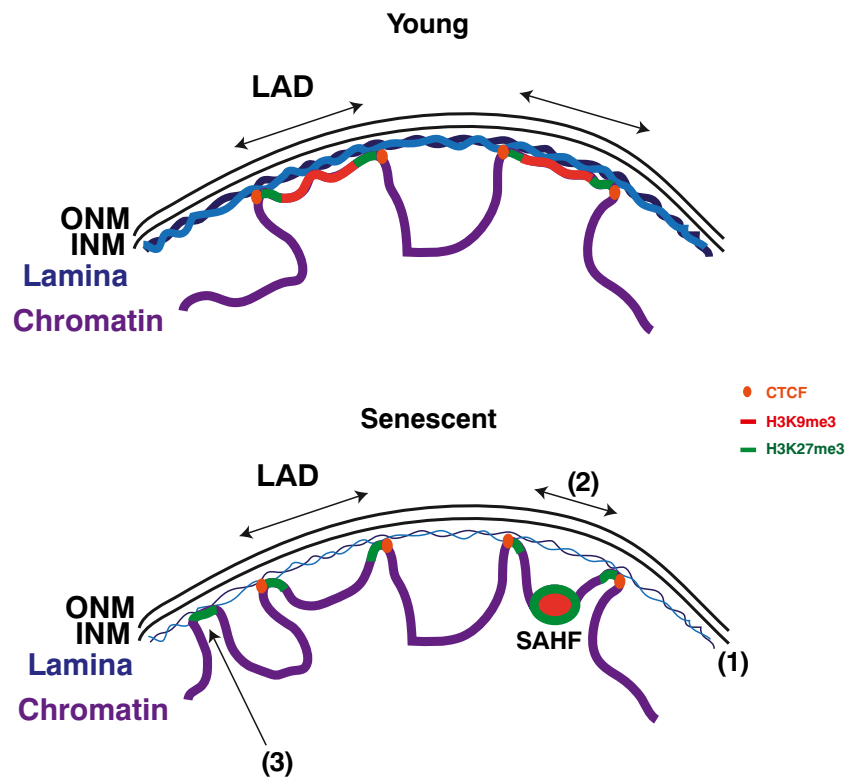 Young
LAD
ONM
INM
Lamina
Chromatin
CTCF
H3K9me3
H3K27me3
Senescent
LAD
(2)
ONM
INM
SAHF
Lamina
(1)
Chromatin
(3)